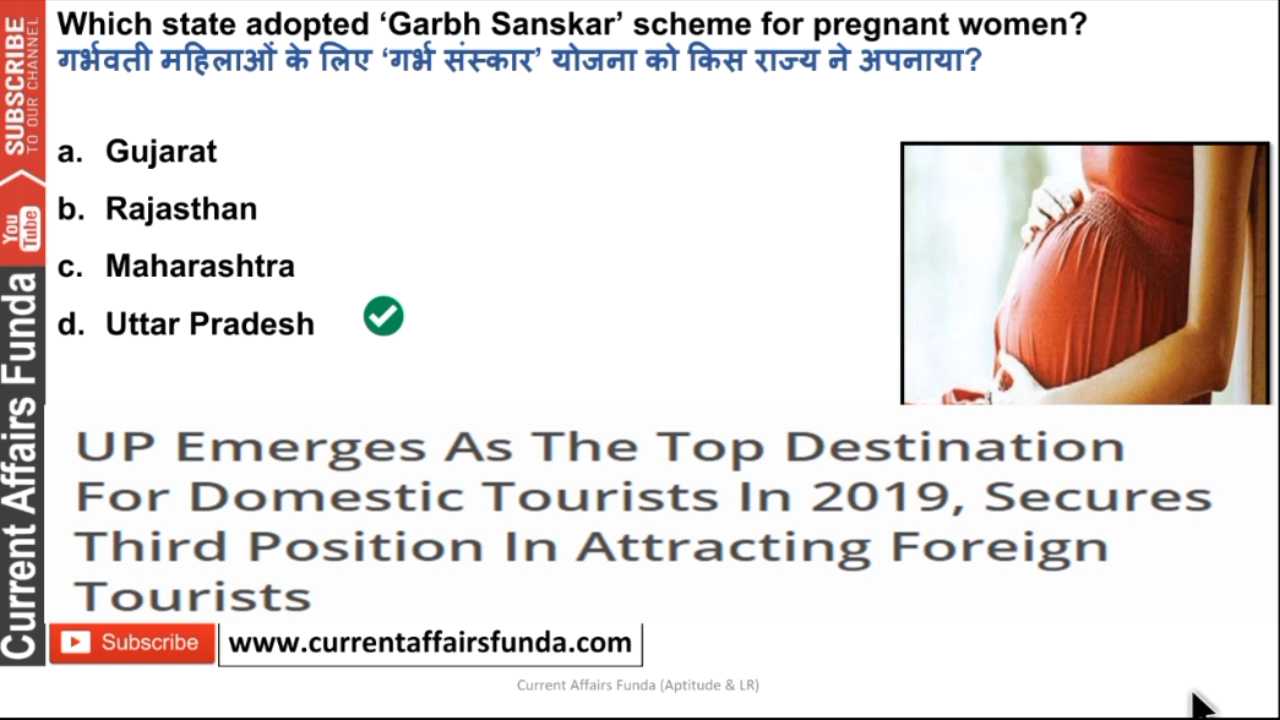 Which state adopted ‘Garbh Sanskar’ scheme for pregnant women?
गर्भवती महिलाओं के लिए ‘गर्भ संस्कार’ योजना को किस राज्य ने अपनाया?
a. Gujarat
b. Rajasthan
c. Maharashtra
d. Uttar Pradesh
UP Emerges As The Top Destination
For Domestic Tourists In 2019, Secures
Third Position In Attracting Foreign
Tourists
Subscribe
www.currentaffairsfunda.com
Current Affairs Funda (Aptitude & LR)
SUBSCRIBE
TO OUR CHANNEL
You
Tube
Current Affairs Funda